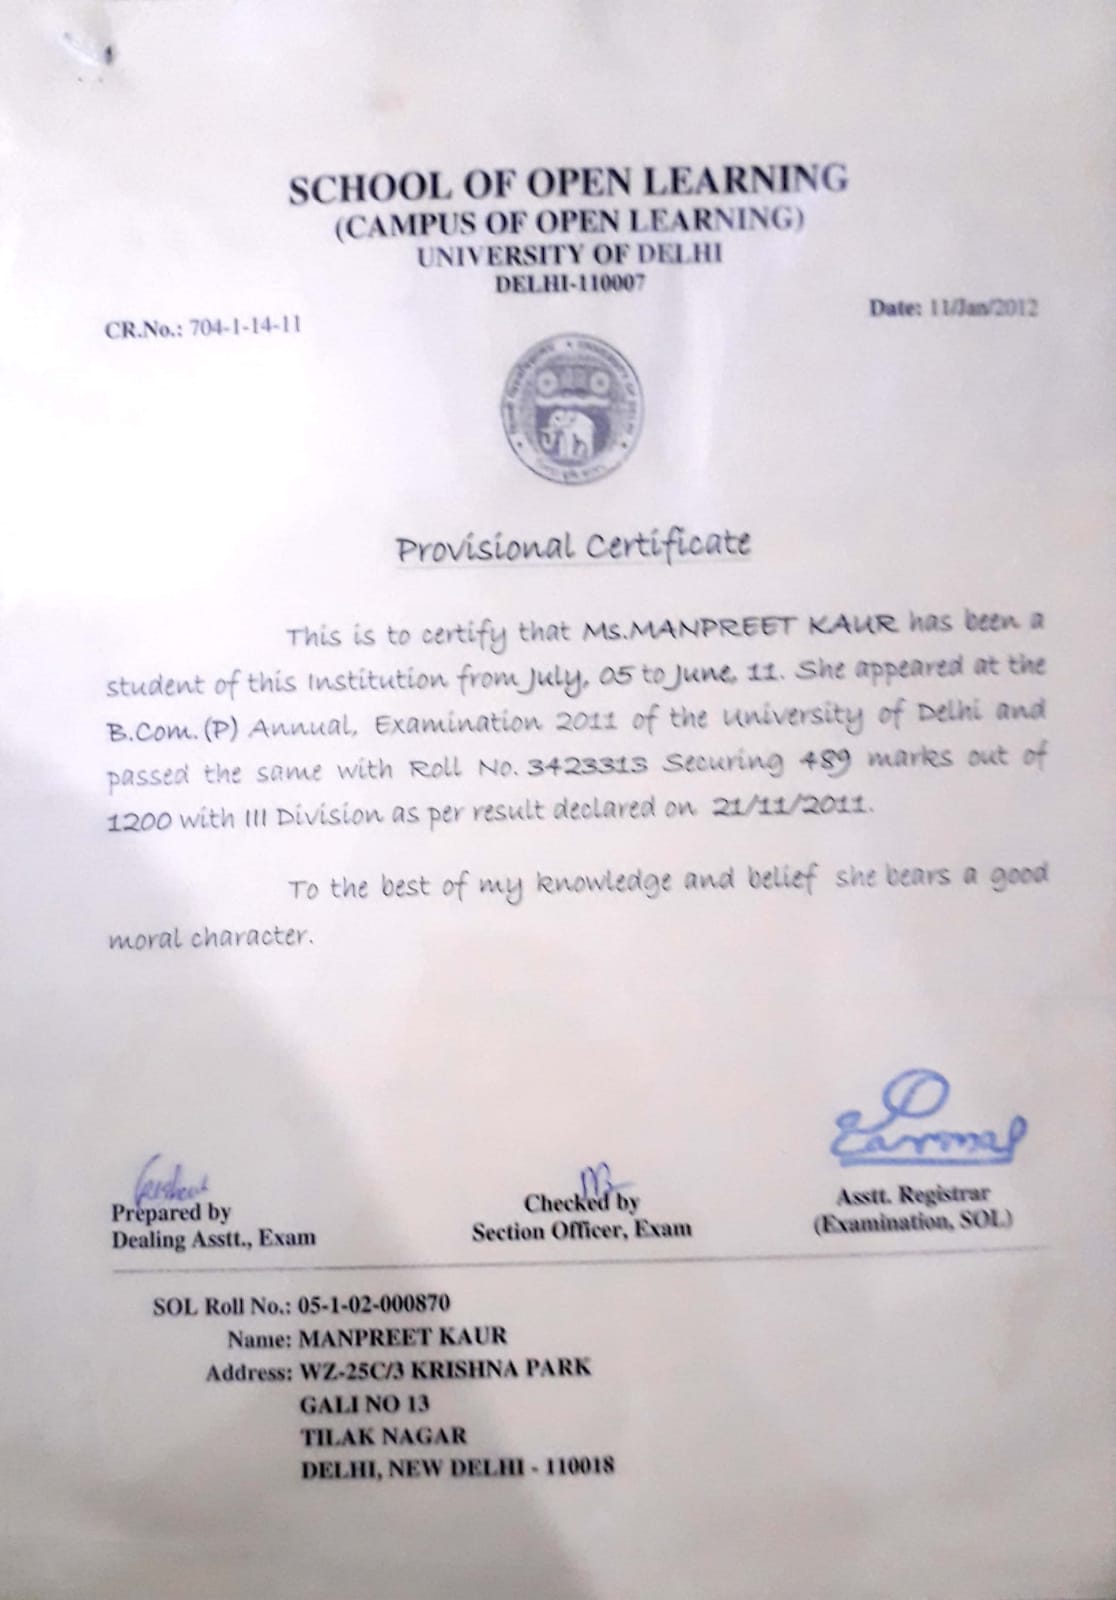 SCHOOL OF OPEN LEARNING
(CAMPUS OF OPEN LEARNING)
UNIVERSITY OF DELHI
DELHI-110007
CR.No.: 704-1-14-11
Date: 11/Jan/2012
UNIVERSITY OF DELHI
Provisional Certificate
This is to certify that Ms.MANPREET KAUR has been a
student of this Institution from July, 05 to June, 11. She appeared at the
B.Com.(P) Annual, Examination 2011 of the University of Delhi and
passed the same with Roll No. 3423313 Securing 489 marks out of
1200 with III Division as per result declared on 21/11/2011.
To the best of my knowledge and belief she bears a good
moral character.
Prepared by
Dealing Asstt., Exam
Checked by
Section Officer, Exam
Asstt. Registrar
(Examination, SOL)
SOL Roll No.: 05-1-02-000870
Name: MANPREET KAUR
Address: WZ-25C/3 KRISHNA PARK
GALI NO 13
TILAK NAGAR
DELHI, NEW DELHI - 110018